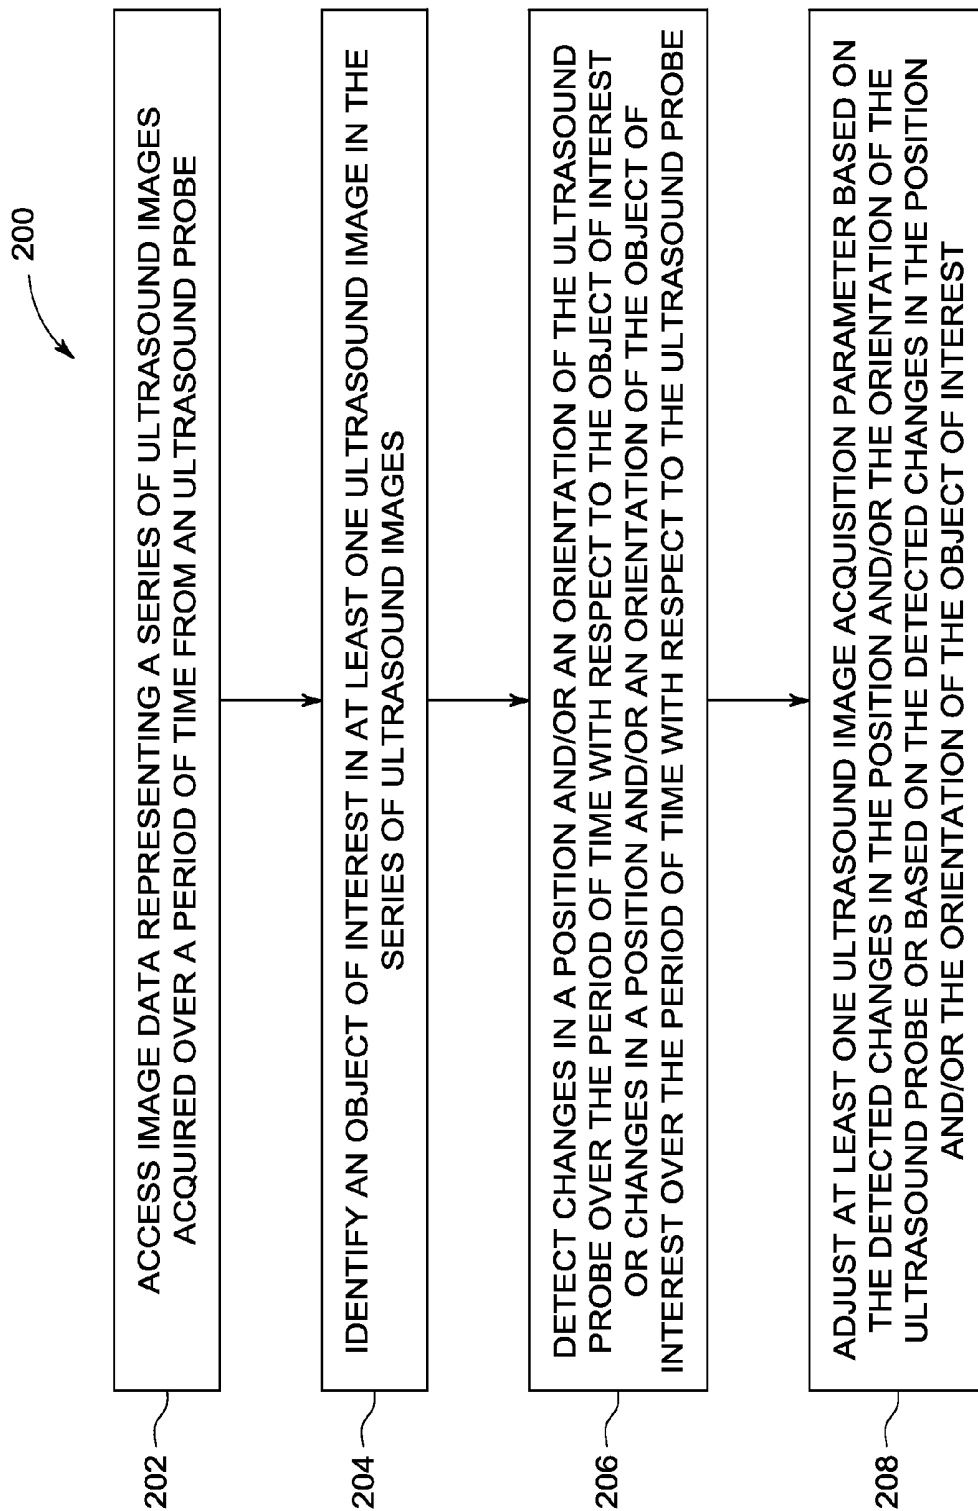 200
202
ACCESS IMAGE DATA REPRESENTING A SERIES OF ULTRASOUND IMAGES
ACQUIRED OVER A PERIOD OF TIME FROM AN ULTRASOUND PROBE
204
IDENTIFY AN OBJECT OF INTEREST IN AT LEAST ONE ULTRASOUND IMAGE IN THE
SERIES OF ULTRASOUND IMAGES
206
DETECT CHANGES IN A POSITION AND/OR AN ORIENTATION OF THE ULTRASOUND
PROBE OVER THE PERIOD OF TIME WITH RESPECT TO THE OBJECT OF INTEREST
OR CHANGES IN A POSITION AND/OR AN ORIENTATION OF THE OBJECT OF
INTEREST OVER THE PERIOD OF TIME WITH RESPECT TO THE ULTRASOUND PROBE
208
ADJUST AT LEAST ONE ULTRASOUND IMAGE ACQUISITION PARAMETER BASED ON
THE DETECTED CHANGES IN THE POSITION AND/OR THE ORIENTATION OF THE
ULTRASOUND PROBE OR BASED ON THE DETECTED CHANGES IN THE POSITION
AND/OR THE ORIENTATION OF THE OBJECT OF INTEREST